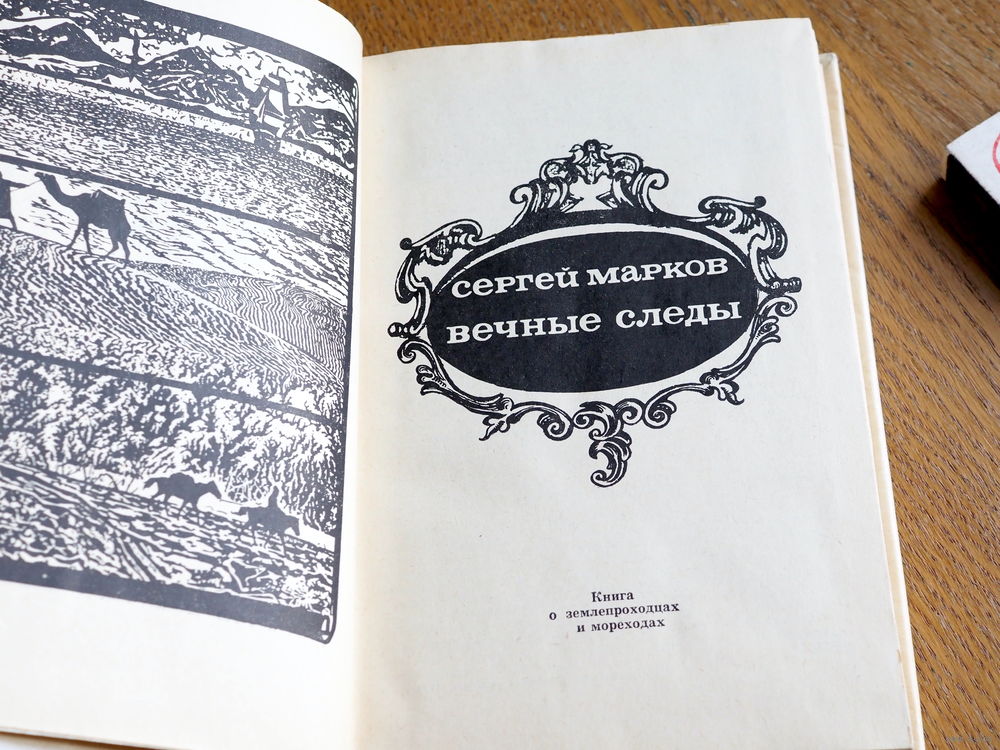 сергей марков
вечные следы
Книга
о землепроходцах
и мореходах